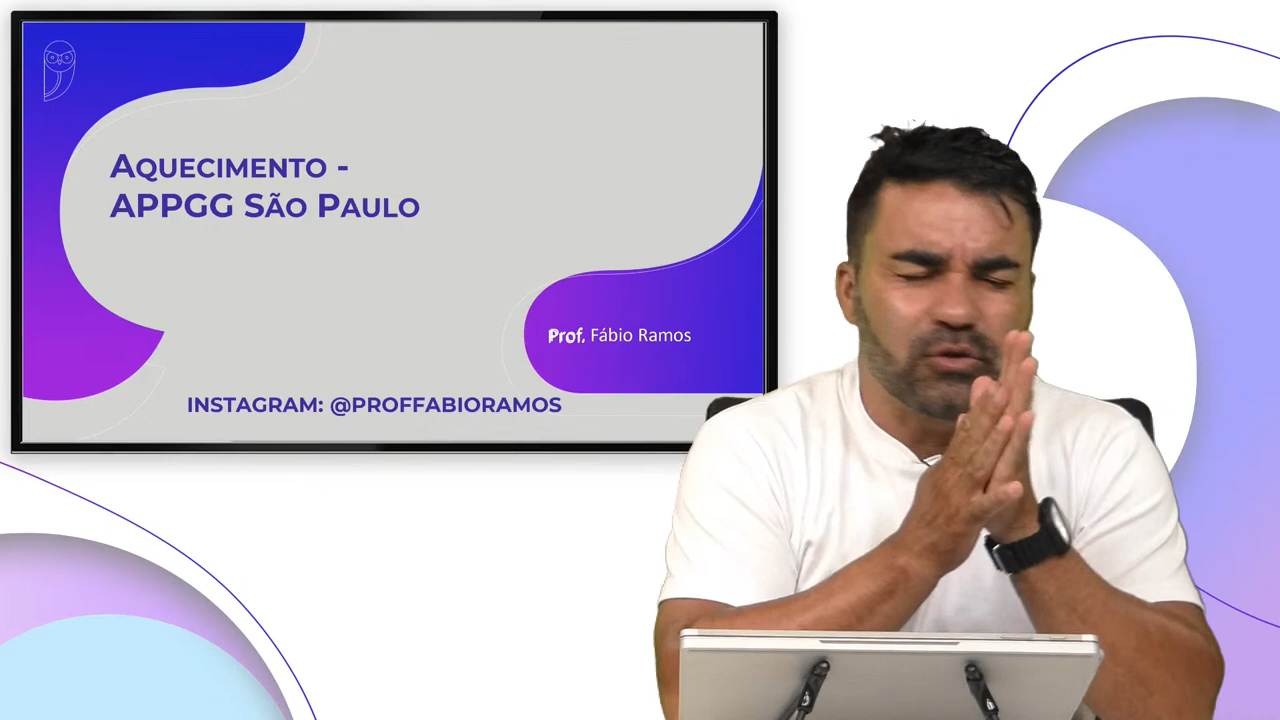 Aquecimento -
APPGG São Paulo
Prof. Fábio Ramos
INSTAGRAM: @PROFFABIORAMOS